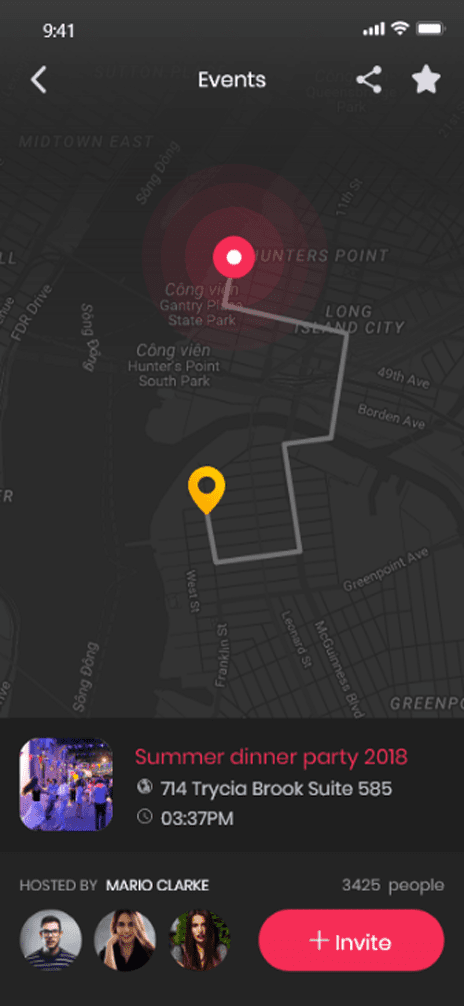 9:41
SUTTON PLACE
Events
MIDTOWN EAST
Sông Đông
11th St
HUNTERS POINT
FDR Drive
Sông Đông
Công viên
Gantry Plaza
State Park
LONG
ISLAND CITY
Công viên
Hunter's Point
South Park
49th Ave
Borden Ave
Greenpoint Ave
West St
Franklin St
Leonard St
McGuinness Blvd
Sông Đông
GREENPO
Summer dinner party 2018
714 Trycia Brook Suite 585
03:37PM
HOSTED BY MARIO CLARKE
3425 people
+ Invite